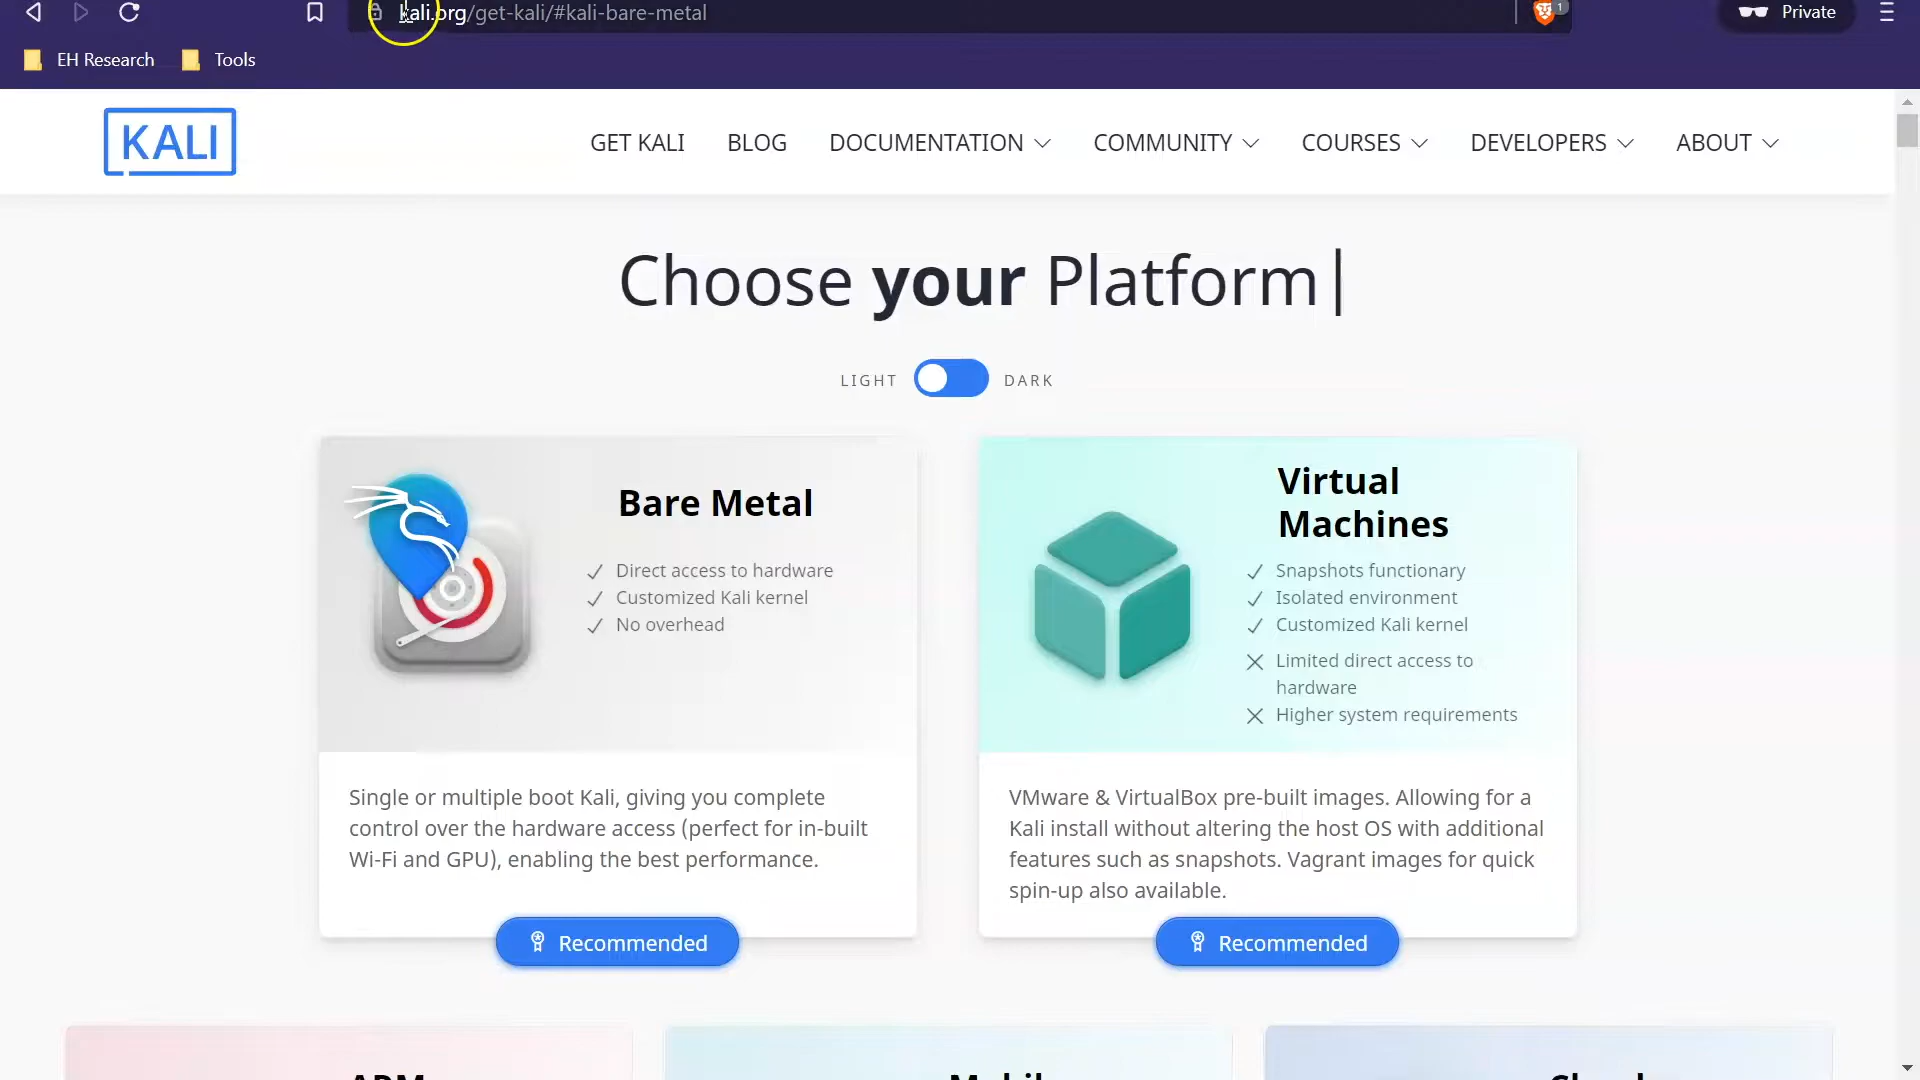 kali.org/get-kali/#kali-bare-metal
1
Private
EH Research
Tools
KALI
GET KALI
BLOG
DOCUMENTATION
COMMUNITY
COURSES
DEVELOPERS
ABOUT
Choose your Platform
LIGHT
DARK
Bare Metal
Direct access to hardware
Customized Kali kernel
No overhead
Single or multiple boot Kali, giving you complete
control over the hardware access (perfect for in-built
Wi-Fi and GPU), enabling the best performance.
Recommended
Virtual
Machines
Snapshots functionary
Isolated environment
Customized Kali kernel
Limited direct access to
hardware
Higher system requirements
VMware & VirtualBox pre-built images. Allowing for a
Kali install without altering the host OS with additional
features such as snapshots. Vagrant images for quick
spin-up also available.
Recommended
ARM